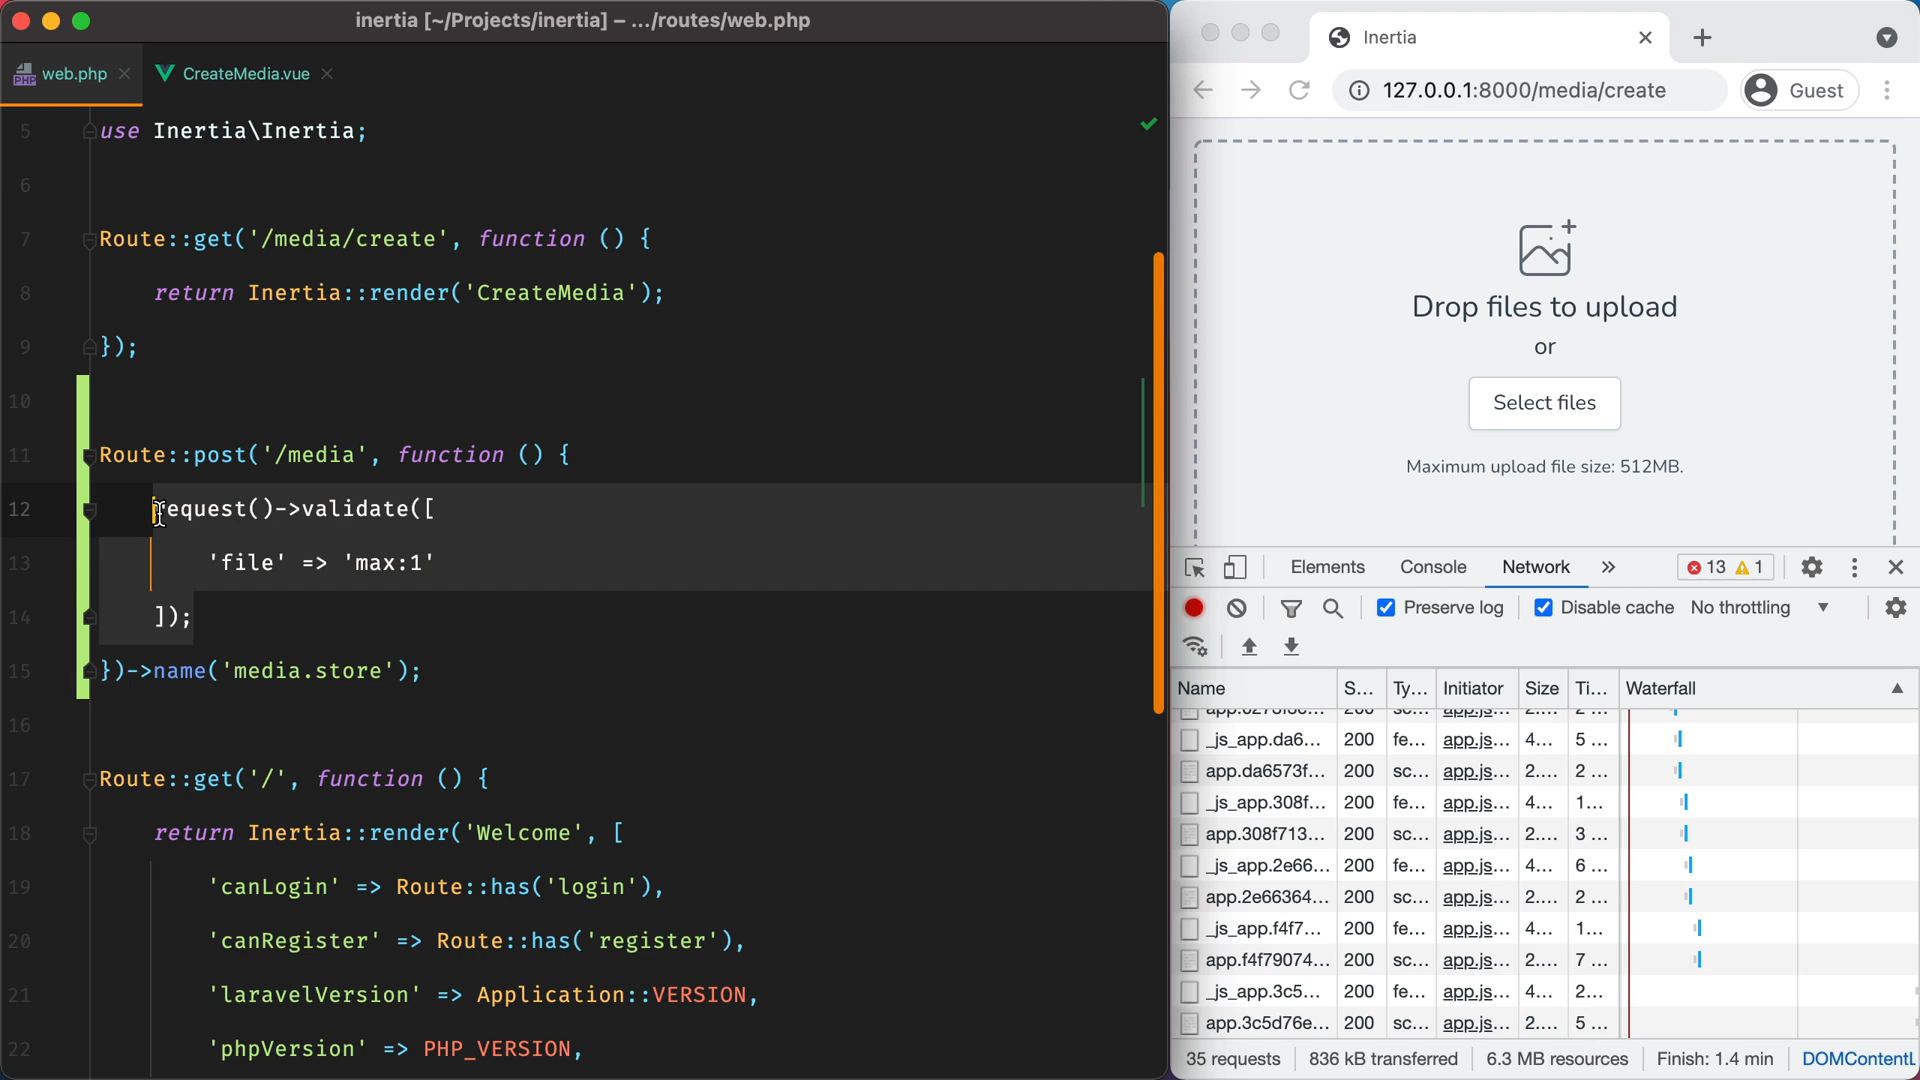 inertia [~/Projects/inertia] – .../routes/web.php
web.php
CreateMedia.vue
5 use Inertia\Inertia;
6
7 Route::get('/media/create', function () {
8 return Inertia::render('CreateMedia');
9 });
10
11 Route::post('/media', function () {
12 request()->validate([
13 'file' => 'max:1'
14 ]);
15 })->name('media.store');
16
17 Route::get('/', function () {
18 return Inertia::render('Welcome', [
19 'canLogin' => Route::has('login'),
20 'canRegister' => Route::has('register'),
21 'laravelVersion' => Application::VERSION,
22 'phpVersion' => PHP_VERSION,
Inertia
127.0.0.1:8000/media/create
Guest
Drop files to upload
or
Select files
Maximum upload file size: 512MB.
Elements Console Network 13 1
Preserve log Disable cache No throttling
Name S... Ty... Initiator Size Ti... Waterfall
_js_app.da6... 200 fe... app.js... 4.... 5 ...
app.da6573f... 200 sc... app.js... 2.... 2 ...
_js_app.308f... 200 fe... app.js... 4.... 1...
app.308f713... 200 sc... app.js... 2.... 3 ...
_js_app.2e66... 200 fe... app.js... 4.... 6 ...
app.2e66364... 200 sc... app.js... 2.... 2 ...
_js_app.f4f7... 200 fe... app.js... 4.... 1...
app.f4f79074... 200 sc... app.js... 2.... 7 ...
_js_app.3c5... 200 fe... app.js... 4.... 2...
app.3c5d76e... 200 sc... app.js... 2.... 5 ...
35 requests 836 kB transferred 6.3 MB resources Finish: 1.4 min DOMContentL